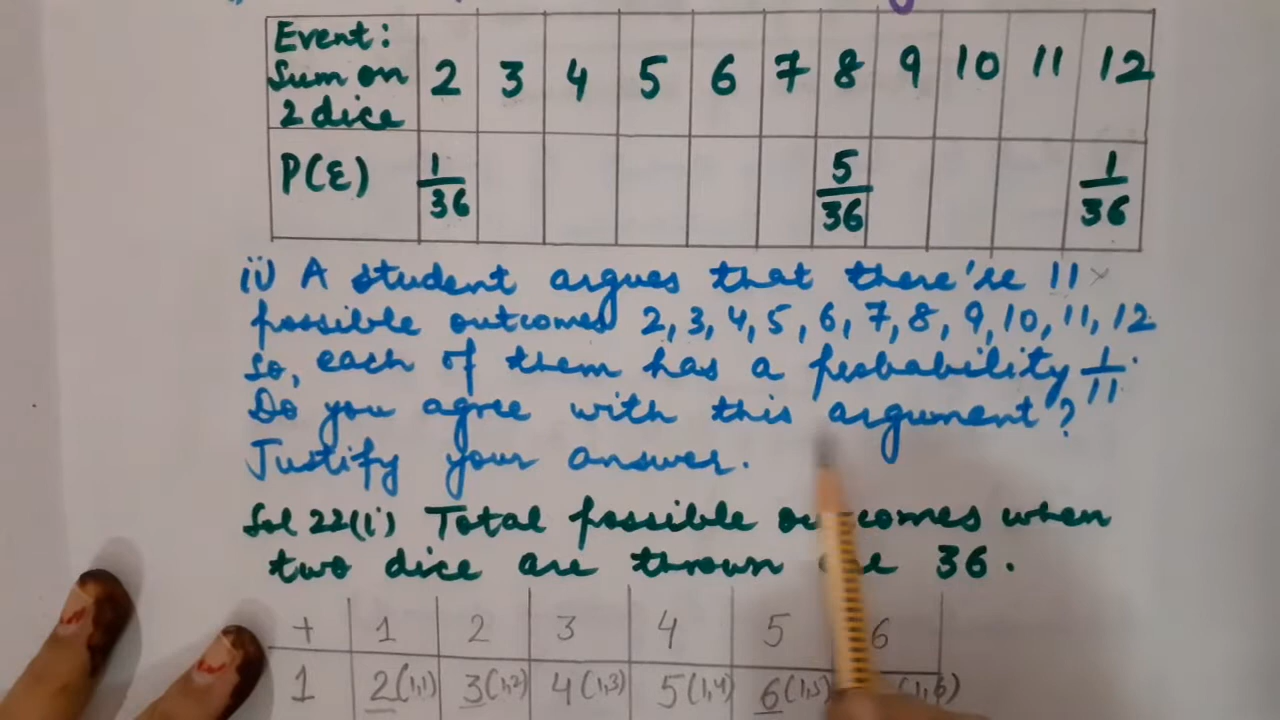 Event: Sum on 2 dice 2 3 4 5 6 7 8 9 10 11 12
P(E) 1/36 5/36 1/36
ii) A student argues that there're 11
possible outcomes 2, 3, 4, 5, 6, 7, 8, 9, 10, 11, 12
So, each of them has a probability 1/11.
Do you agree with this argument?
Justify your answer.
Sol 22(i) Total possible outcomes when
two dice are thrown are 36.
+ 1 2 3 4 5 6
1 2(1,1) 3(1,2) 4(1,3) 5(1,4) 6(1,5) (1,6)